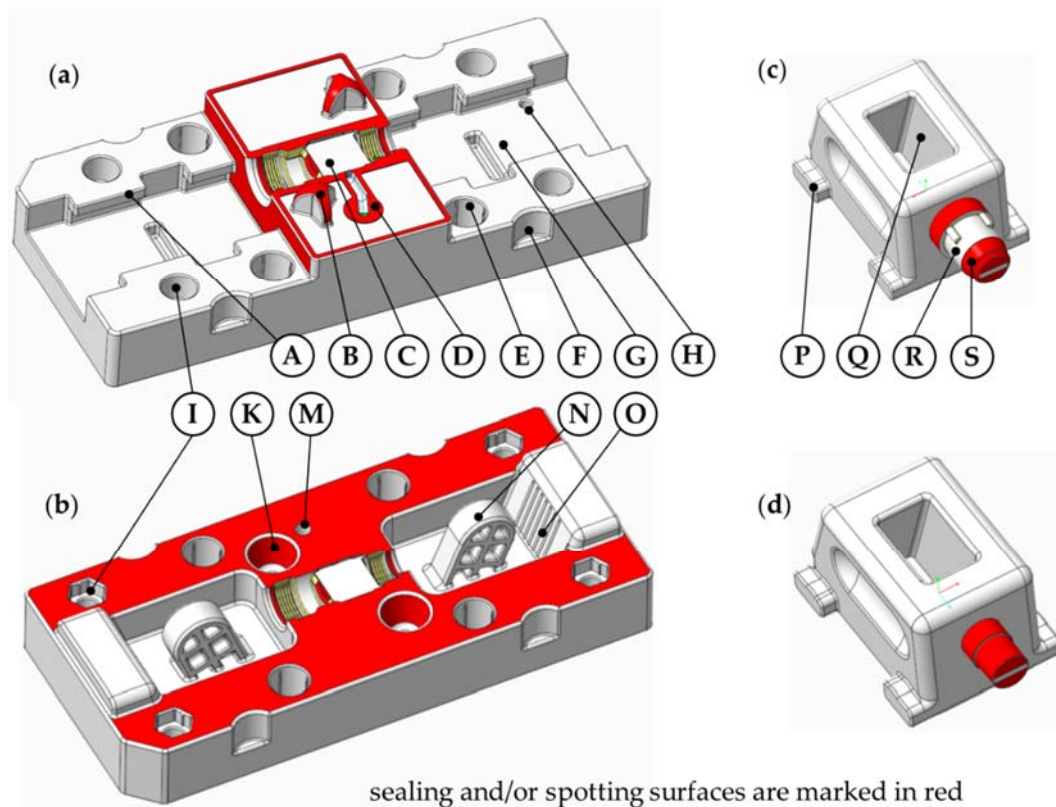 (a)
(c)
A
B
C
D
E
F
G
H
P
Q
R
S
I
K
M
N
O
(b)
(d)
sealing and/or spotting surfaces are marked in red